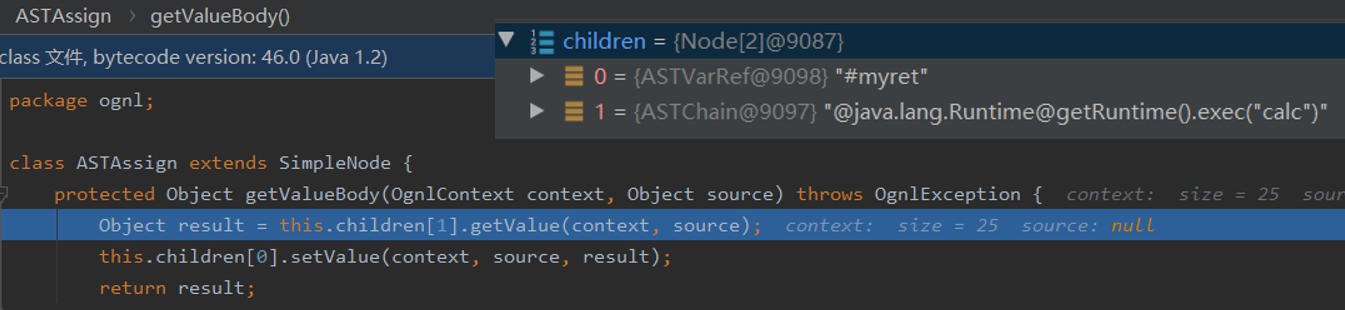 ASTAssign › getValueBody()
children = {Node[2]@9087}
0 = {ASTVarRef@9098} "#myret"
1 = {ASTChain@9097} "@java.lang.Runtime@getRuntime().exec("calc")"
class 文件, bytecode version: 46.0 (Java 1.2)
package ognl;
class ASTAssign extends SimpleNode {
protected Object getValueBody(OgnlContext context, Object source) throws OgnlException { context: size = 25 sour
Object result = this.children[1].getValue(context, source); context: size = 25 source: null
this.children[0].setValue(context, source, result);
return result;